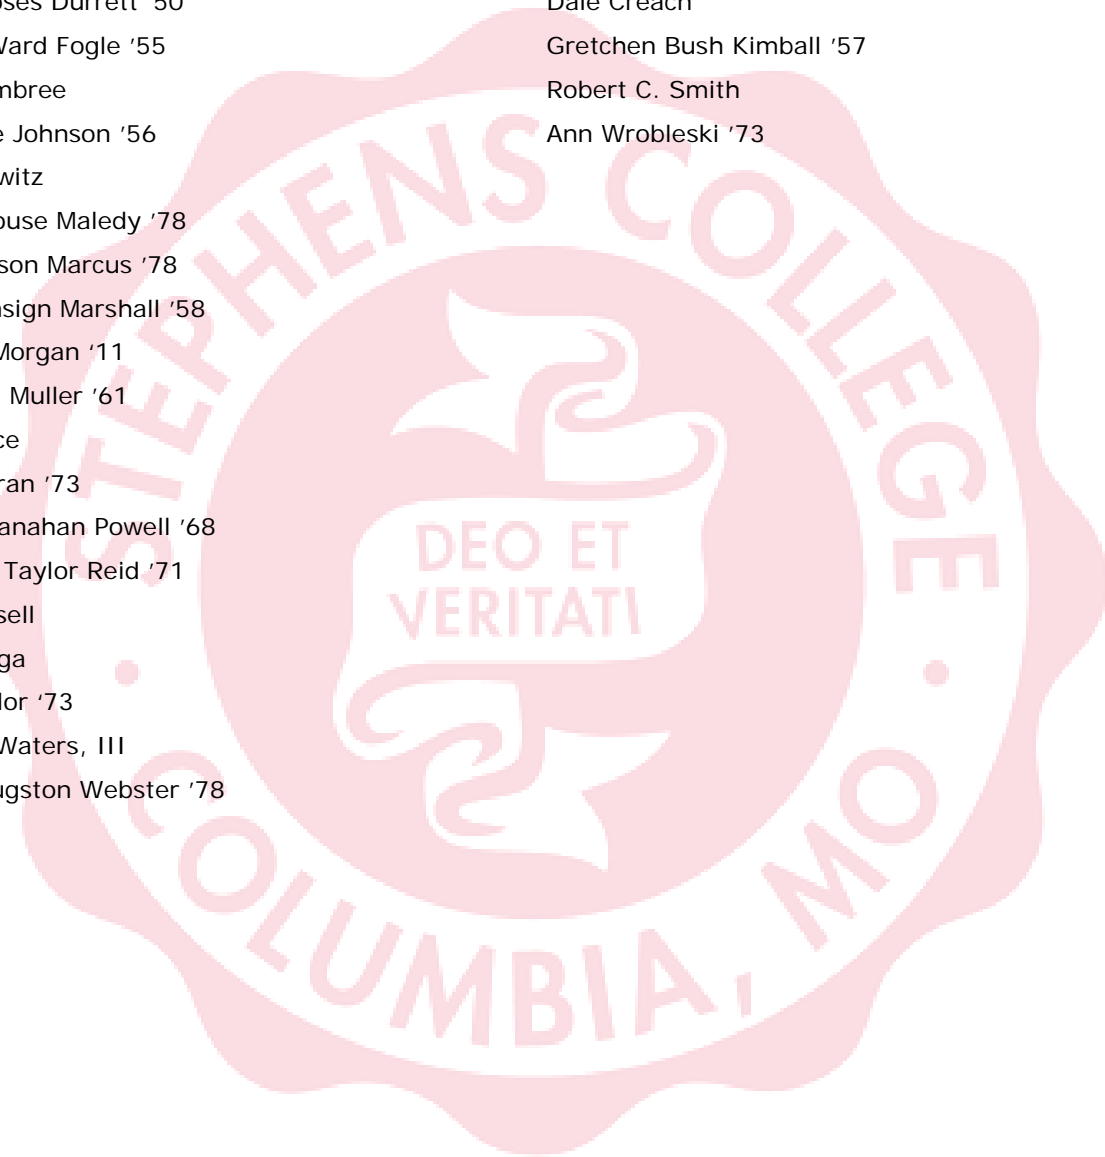 oses Durrett '50
Ward Fogle '55
mbree
e Johnson '56
witz
ouse Maledy '78
son Marcus '78
nsign Marshall '58
Morgan ‘11
Muller '61
ce
ran '73
anahan Powell '68
Taylor Reid '71
sell
ga
lor ‘73
Waters, III
ugston Webster '78
Dale Creach
Gretchen Bush Kimball '57
Robert C. Smith
Ann Wrobleski '73
STEPHENS COLLEGE
DEO ET
VERITATI
COLUMBIA, MO